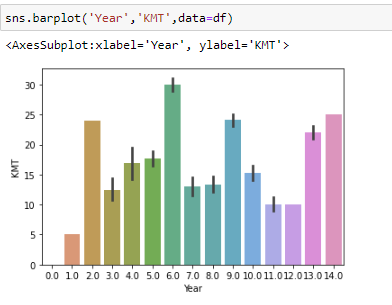 sns.barplot('Year','KMT',data=df)
<AxesSubplot:xlabel='Year', ylabel='KMT'>
30
25
20
15
10
5
0
KMT
0.0 1.0 2.0 3.0 4.0 5.0 6.0 7.0 8.0 9.0 10.0 11.0 12.0 13.0 14.0
Year